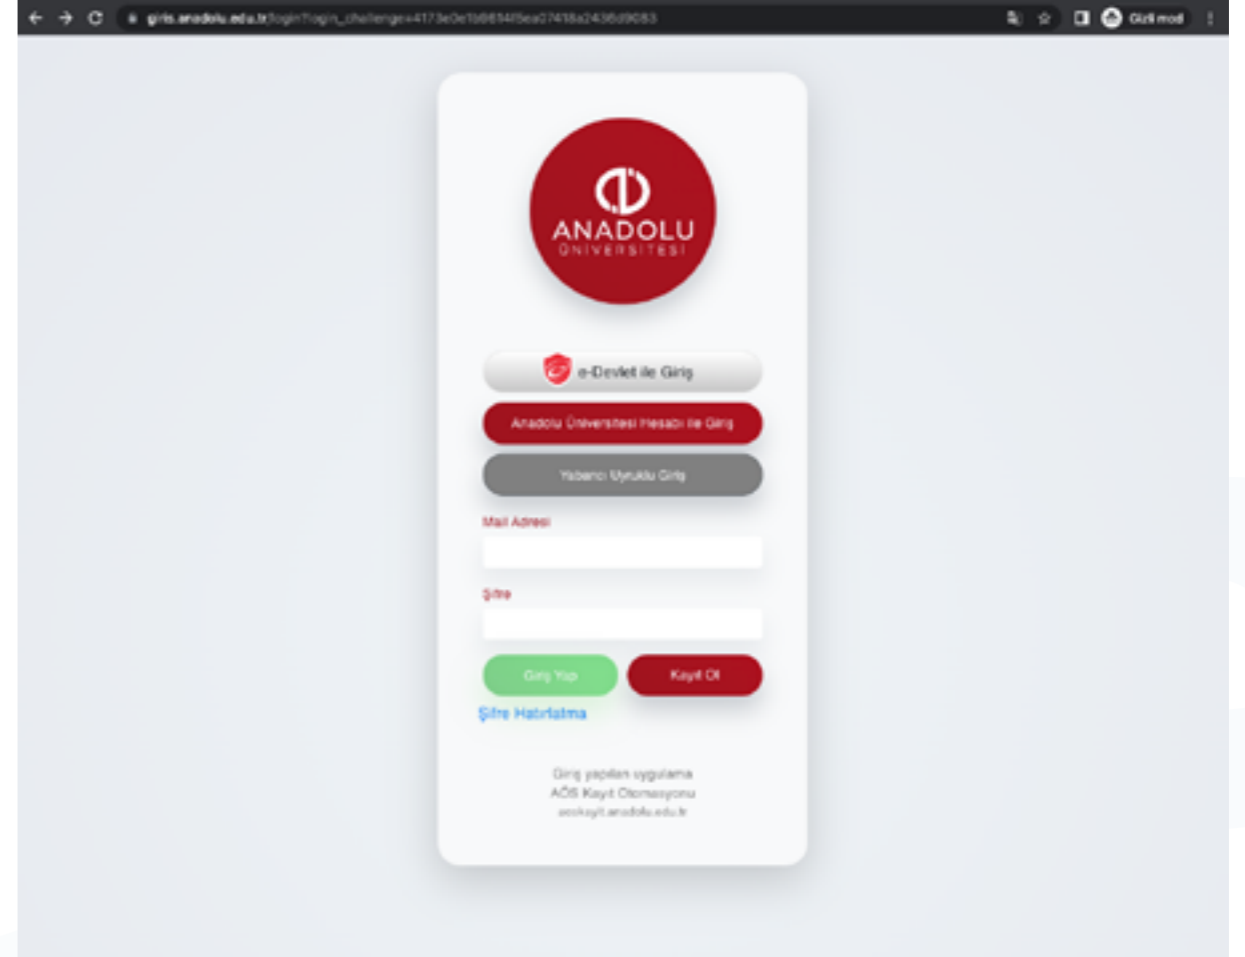 giris.anadolu.edu.tr/login?login_challenge=
Gizli mod
ANADOLU
ÜNİVERSİTESİ
e-Devlet ile Giriş
Anadolu Üniversitesi Hesabı ile Giriş
Yabancı Uyruklu Giriş
Mail Adresi
Şifre
Giriş Yap
Kayıt Ol
Şifre Hatırlatma
Giriş yapılan uygulama
AÖS Kayıt Otomasyonu
aoskayit.anadolu.edu.tr